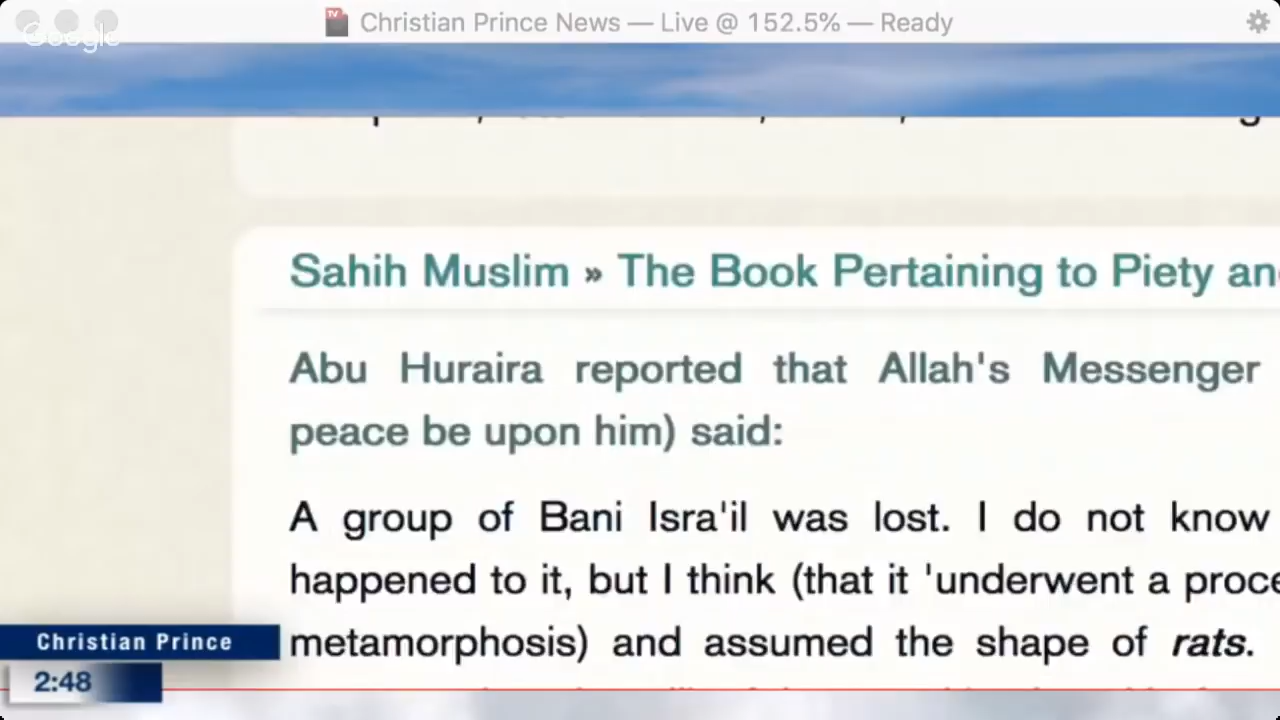 Christian Prince News — Live @ 152.5% — Ready
Google
Sahih Muslim » The Book Pertaining to Piety an
Abu Huraira reported that Allah's Messenger
peace be upon him) said:
A group of Bani Isra'il was lost. I do not know
happened to it, but I think (that it 'underwent a proce
metamorphosis) and assumed the shape of rats.
Christian Prince
2:48